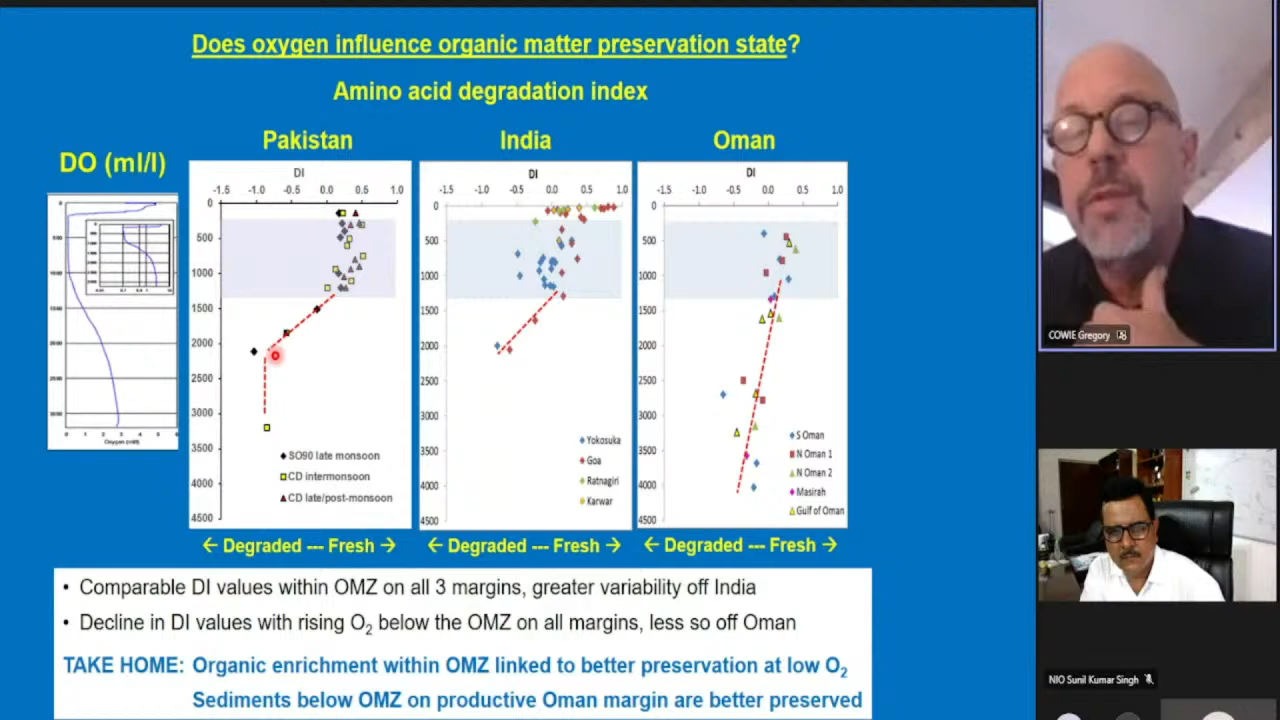 Does oxygen influence organic matter preservation state?
Amino acid degradation index
DO (ml/l)
Pakistan
India
Oman
DI
-1.5 -1.0 -0.5 0.0 0.5 1.0
0
500
1000
1500
2000
2500
3000
3500
4000
4500
SO90 late monsoon
CD intermonsoon
CD late/post-monsoon
DI
-1.5 -1.0 -0.5 0.0 0.5 1.0
0
500
1000
1500
2000
2500
3000
3500
4000
4500
Yokosuka
Goa
Ratnagiri
Karwar
DI
-1.5 -1.0 -0.5 0.0 0.5 1.0
0
500
1000
1500
2000
2500
3000
3500
4000
4500
S Oman
N Oman 1
N Oman 2
Masirah
Gulf of Oman
Oxygen (ml/l)
← Degraded --- Fresh →
← Degraded --- Fresh →
← Degraded --- Fresh →
• Comparable DI values within OMZ on all 3 margins, greater variability off India
• Decline in DI values with rising O₂ below the OMZ on all margins, less so off Oman
TAKE HOME: Organic enrichment within OMZ linked to better preservation at low O₂
Sediments below OMZ on productive Oman margin are better preserved
COWIE Gregory
NIO Sunil Kumar Singh